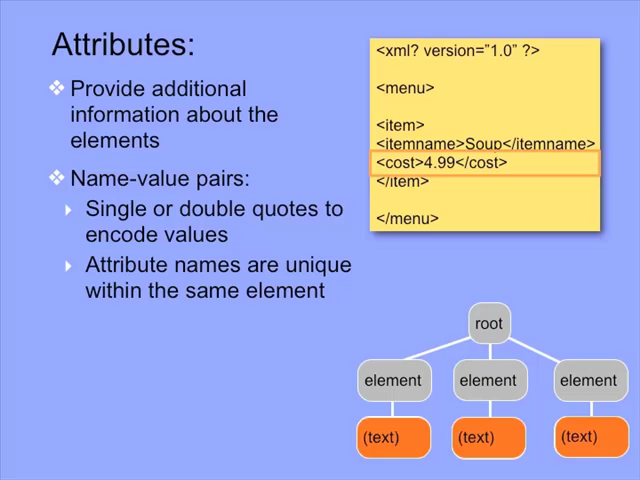 Attributes:
Provide additional
information about the
elements
Name-value pairs:
Single or double quotes to
encode values
Attribute names are unique
within the same element
<xml? version=”1.0” ?>
<menu>
<item>
<itemname>Soup</itemname>
<cost>4.99</cost>
</item>
</menu>
root
element element element
(text) (text) (text)